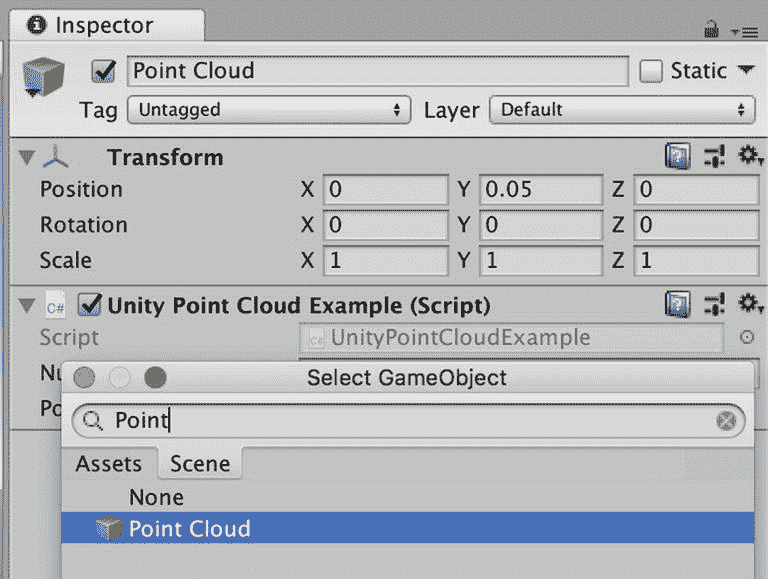 Inspector
Point Cloud Static
Tag Untagged Layer Default
Transform
Position X 0 Y 0.05 Z 0
Rotation X 0 Y 0 Z 0
Scale X 1 Y 1 Z 1
C# Unity Point Cloud Example (Script)
Script C# UnityPointCloudExample
Nu
Po
Select GameObject
Point
Assets Scene
None
Point Cloud